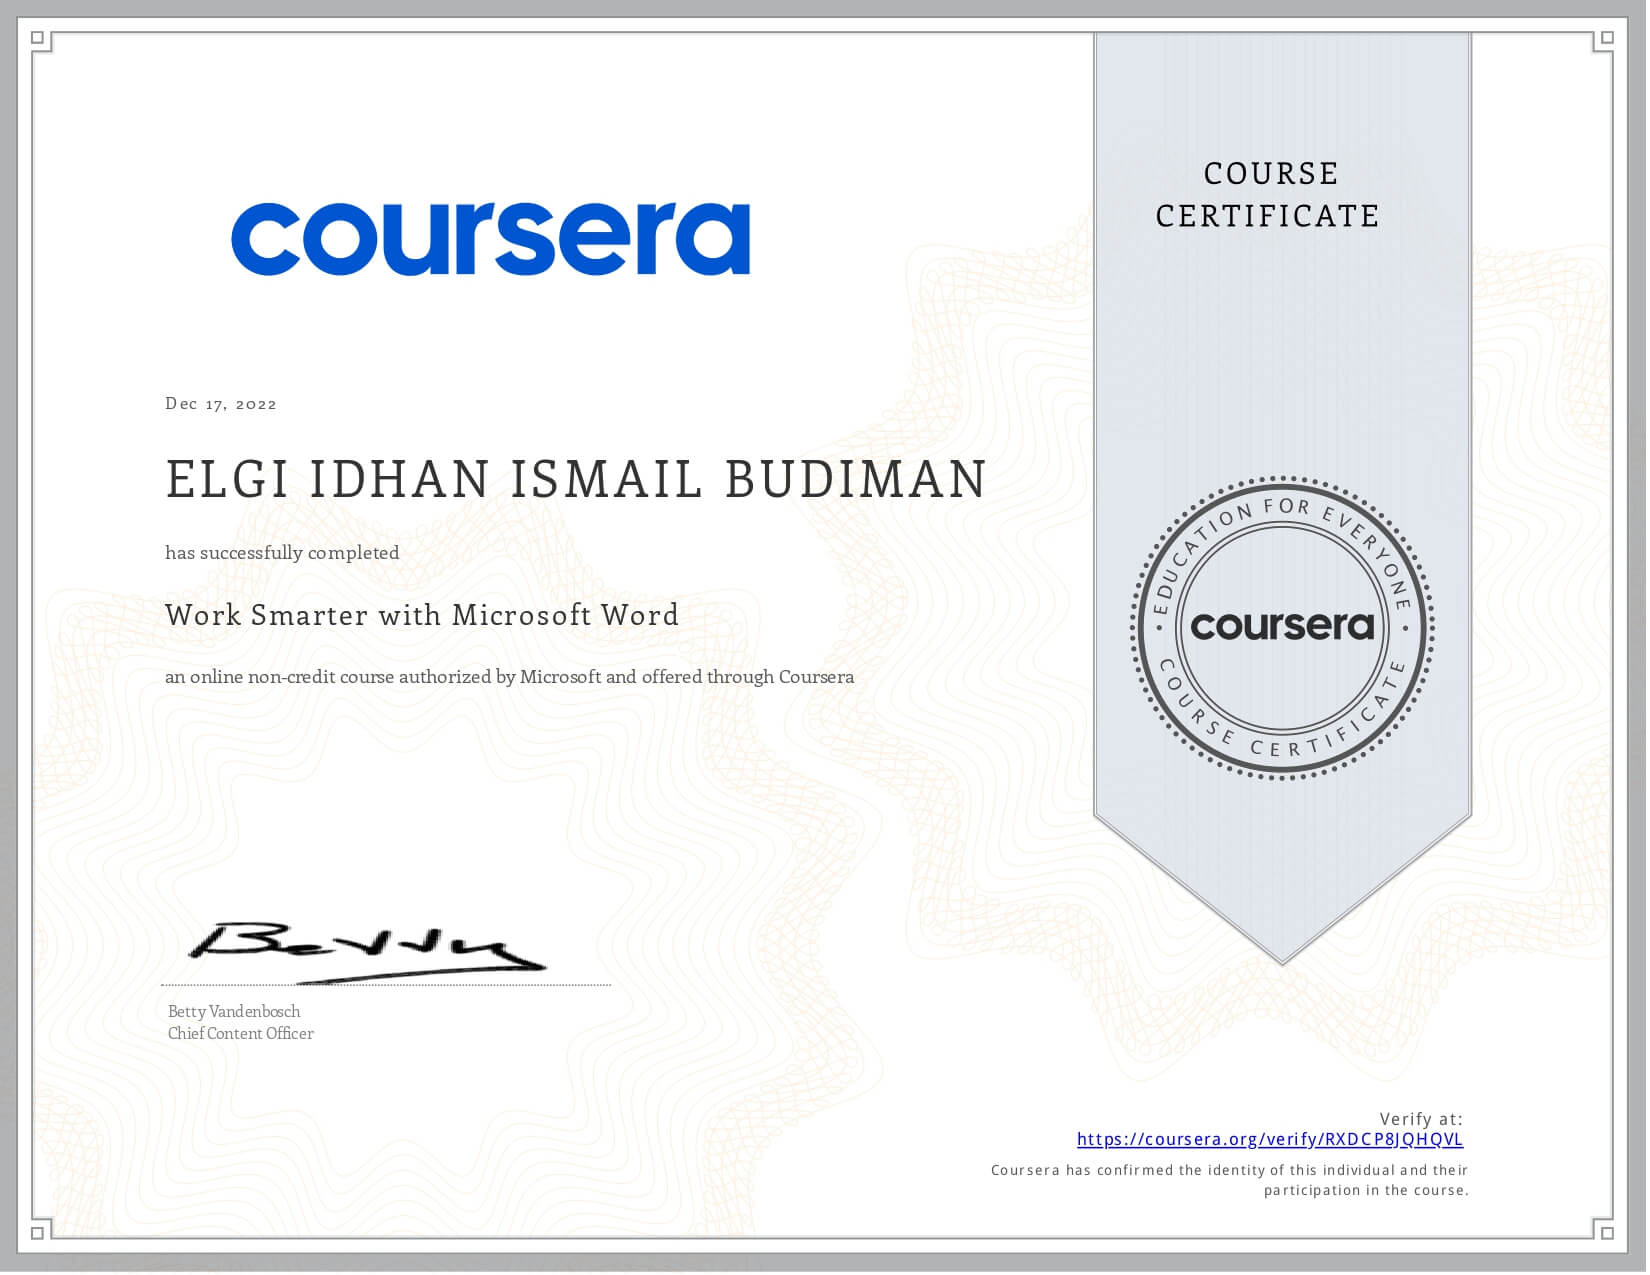 coursera
COURSE
CERTIFICATE
Dec 17, 2022
ELGI IDHAN ISMAIL BUDIMAN
has successfully completed
Work Smarter with Microsoft Word
an online non-credit course authorized by Microsoft and offered through Coursera
EDUCATION FOR EVERYONE
coursera
COURSE CERTIFICATE
Betty
Betty Vandenbosch
Chief Content Officer
Verify at:
https://coursera.org/verify/RXDCP8JQHQVL
Coursera has confirmed the identity of this individual and their
participation in the course.